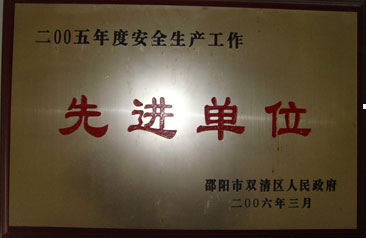 二00五年度安全生产工作
先进单位
邵阳市双清区人民政府
二00六年三月